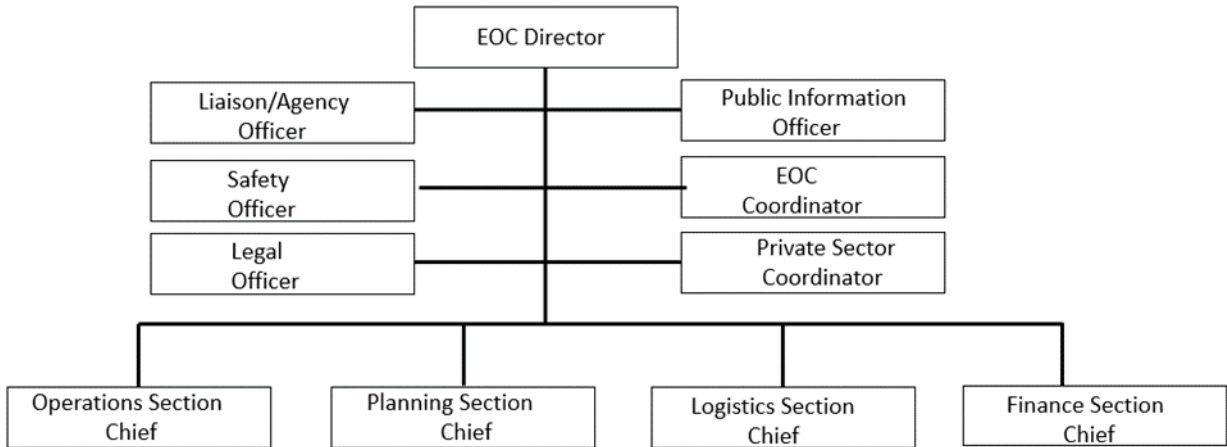 EOC Director
Liaison/Agency
Officer
Public Information
Officer
Safety
Officer
EOC
Coordinator
Legal
Officer
Private Sector
Coordinator
Operations Section
Chief
Planning Section
Chief
Logistics Section
Chief
Finance Section
Chief